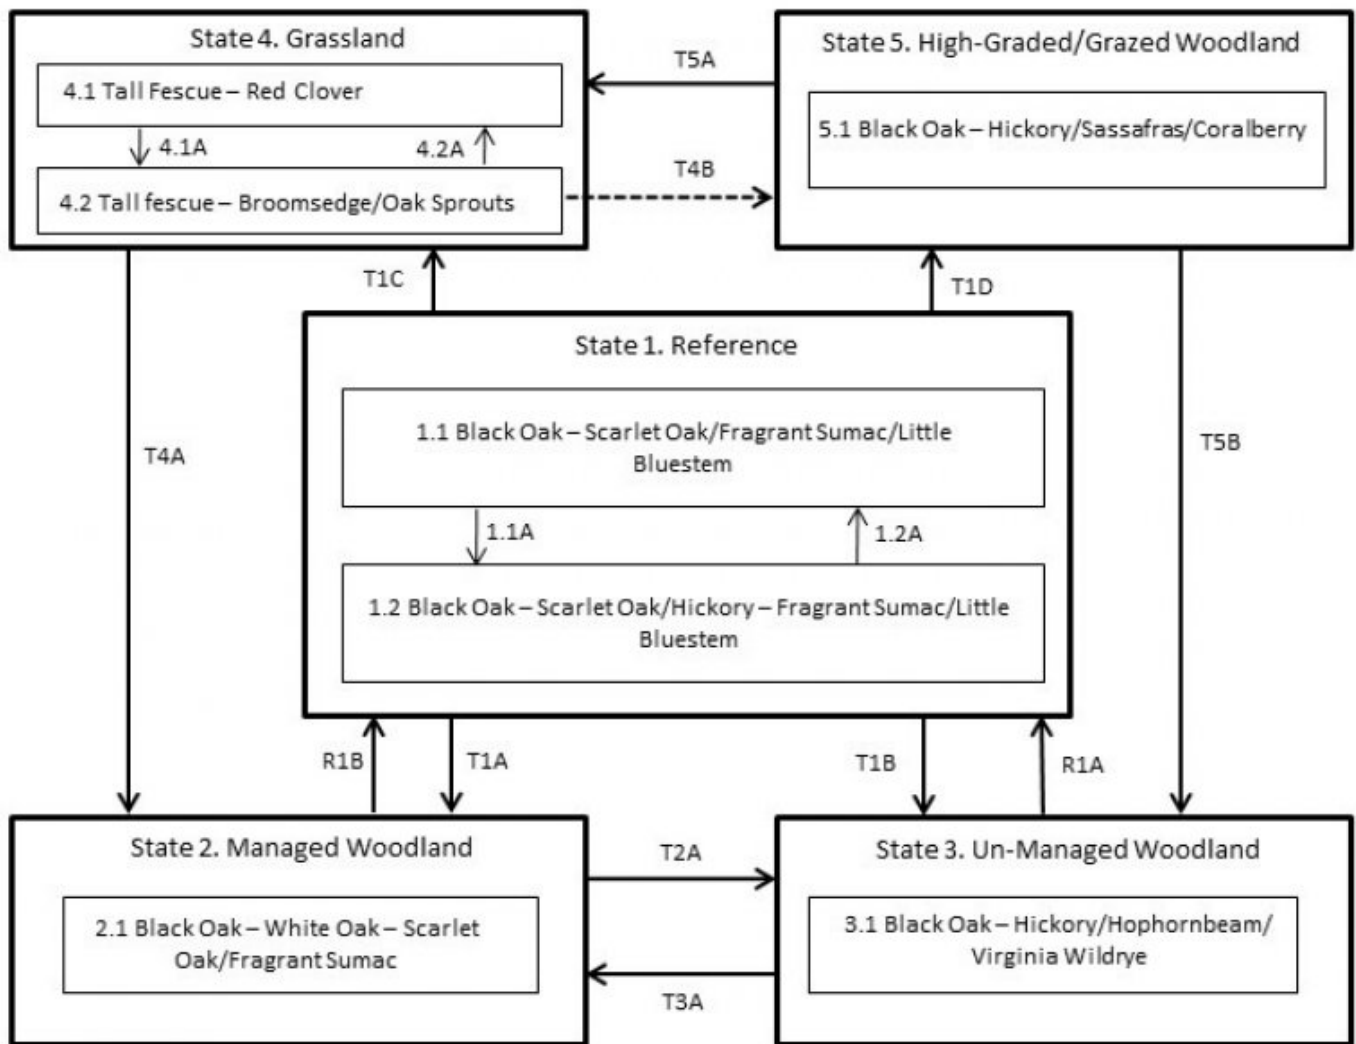 State 4. Grassland
4.1 Tall Fescue – Red Clover
4.1A
4.2A
4.2 Tall fescue – Broomsedge/Oak Sprouts
T5A
T4B
State 5. High-Graded/Grazed Woodland
5.1 Black Oak – Hickory/Sassafras/Coralberry
T1C
T1D
State 1. Reference
1.1 Black Oak – Scarlet Oak/Fragrant Sumac/Little
Bluestem
1.1A
1.2A
1.2 Black Oak – Scarlet Oak/Hickory – Fragrant Sumac/Little
Bluestem
T4A
T5B
R1B
T1A
T1B
R1A
State 2. Managed Woodland
2.1 Black Oak – White Oak – Scarlet
Oak/Fragrant Sumac
T2A
T3A
State 3. Un-Managed Woodland
3.1 Black Oak – Hickory/Hophornbeam/
Virginia Wildrye